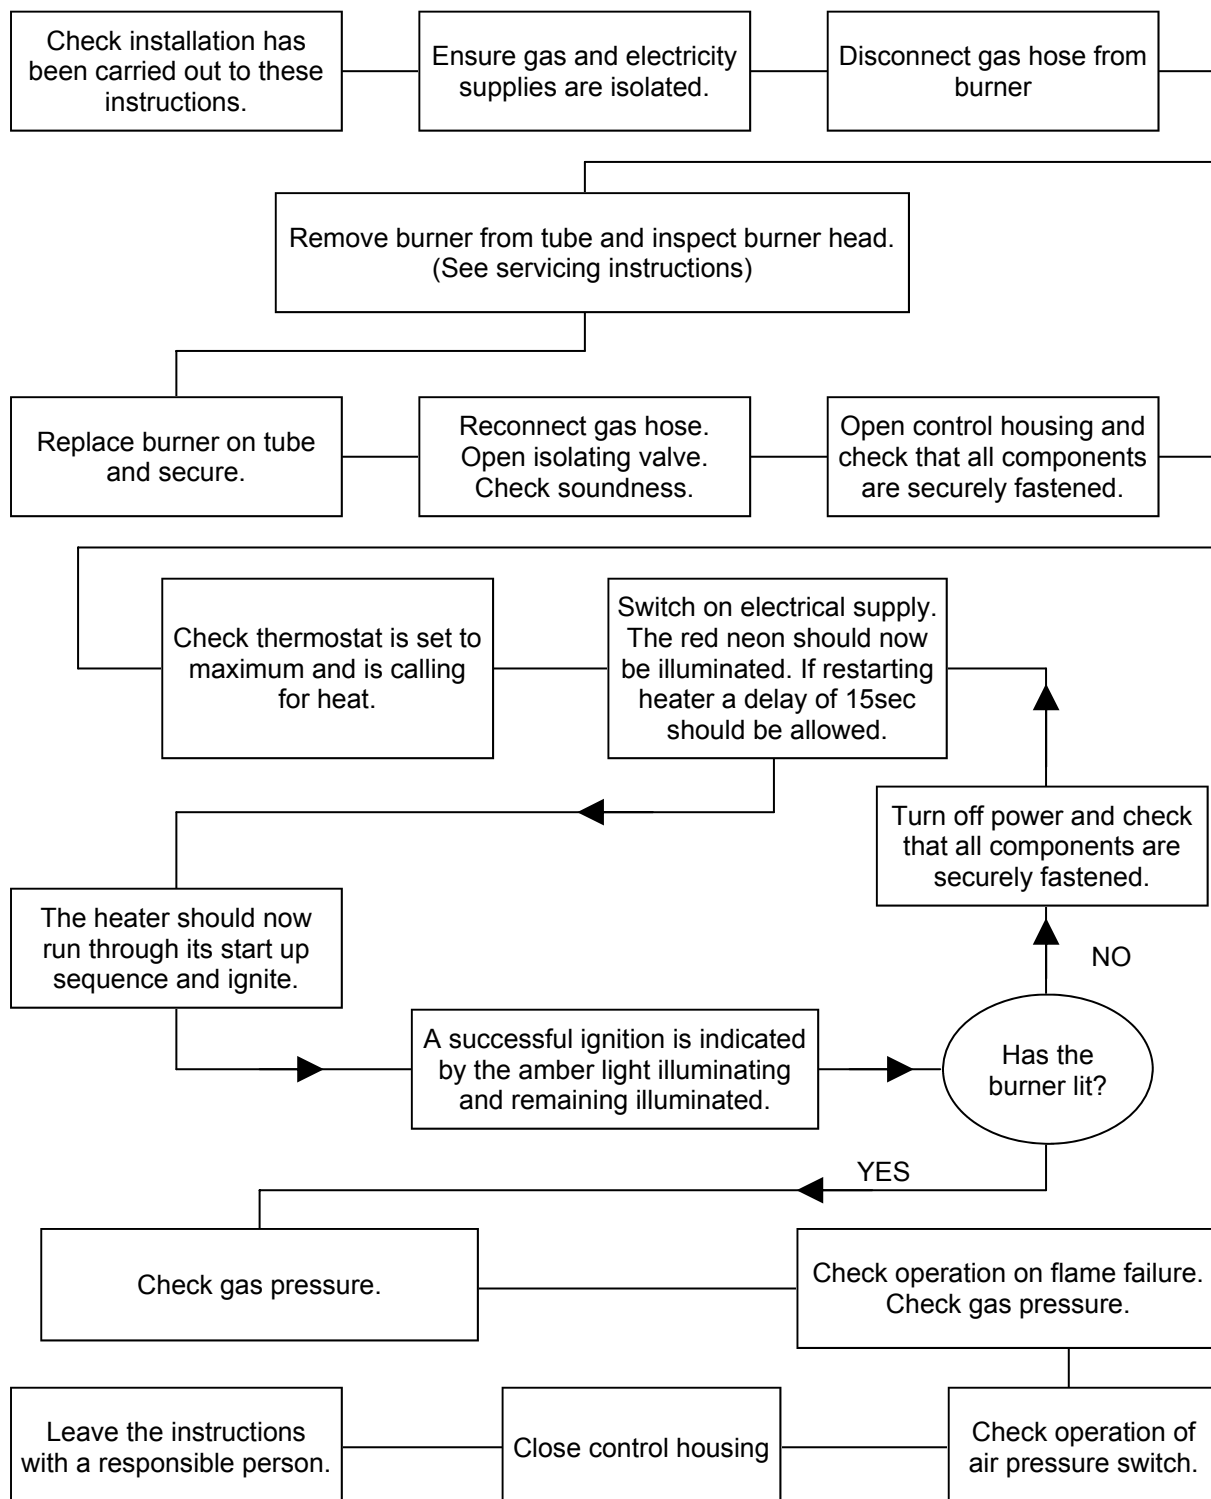 Check installation has
been carried out to these
instructions.
Ensure gas and electricity
supplies are isolated.
Disconnect gas hose from
burner
Remove burner from tube and inspect burner head.
(See servicing instructions)
Replace burner on tube
and secure.
Reconnect gas hose.
Open isolating valve.
Check soundness.
Open control housing and
check that all components
are securely fastened.
Check thermostat is set to
maximum and is calling
for heat.
Switch on electrical supply.
The red neon should now
be illuminated. If restarting
heater a delay of 15sec
should be allowed.
Turn off power and check
that all components are
securely fastened.
The heater should now
run through its start up
sequence and ignite.
NO
A successful ignition is indicated
by the amber light illuminating
and remaining illuminated.
Has the
burner lit?
YES
Check gas pressure.
Check operation on flame failure.
Check gas pressure.
Leave the instructions
with a responsible person.
Close control housing
Check operation of
air pressure switch.